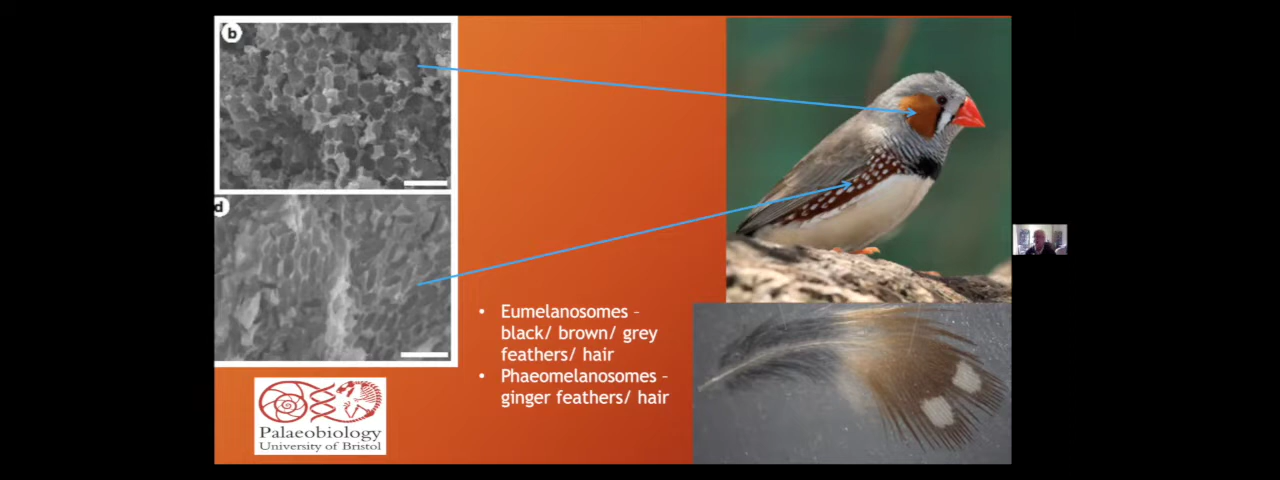 b
d
• Eumelanosomes –
black/ brown/ grey
feathers/ hair
• Phaeomelanosomes –
ginger feathers/ hair
Palaeobiology
University of Bristol